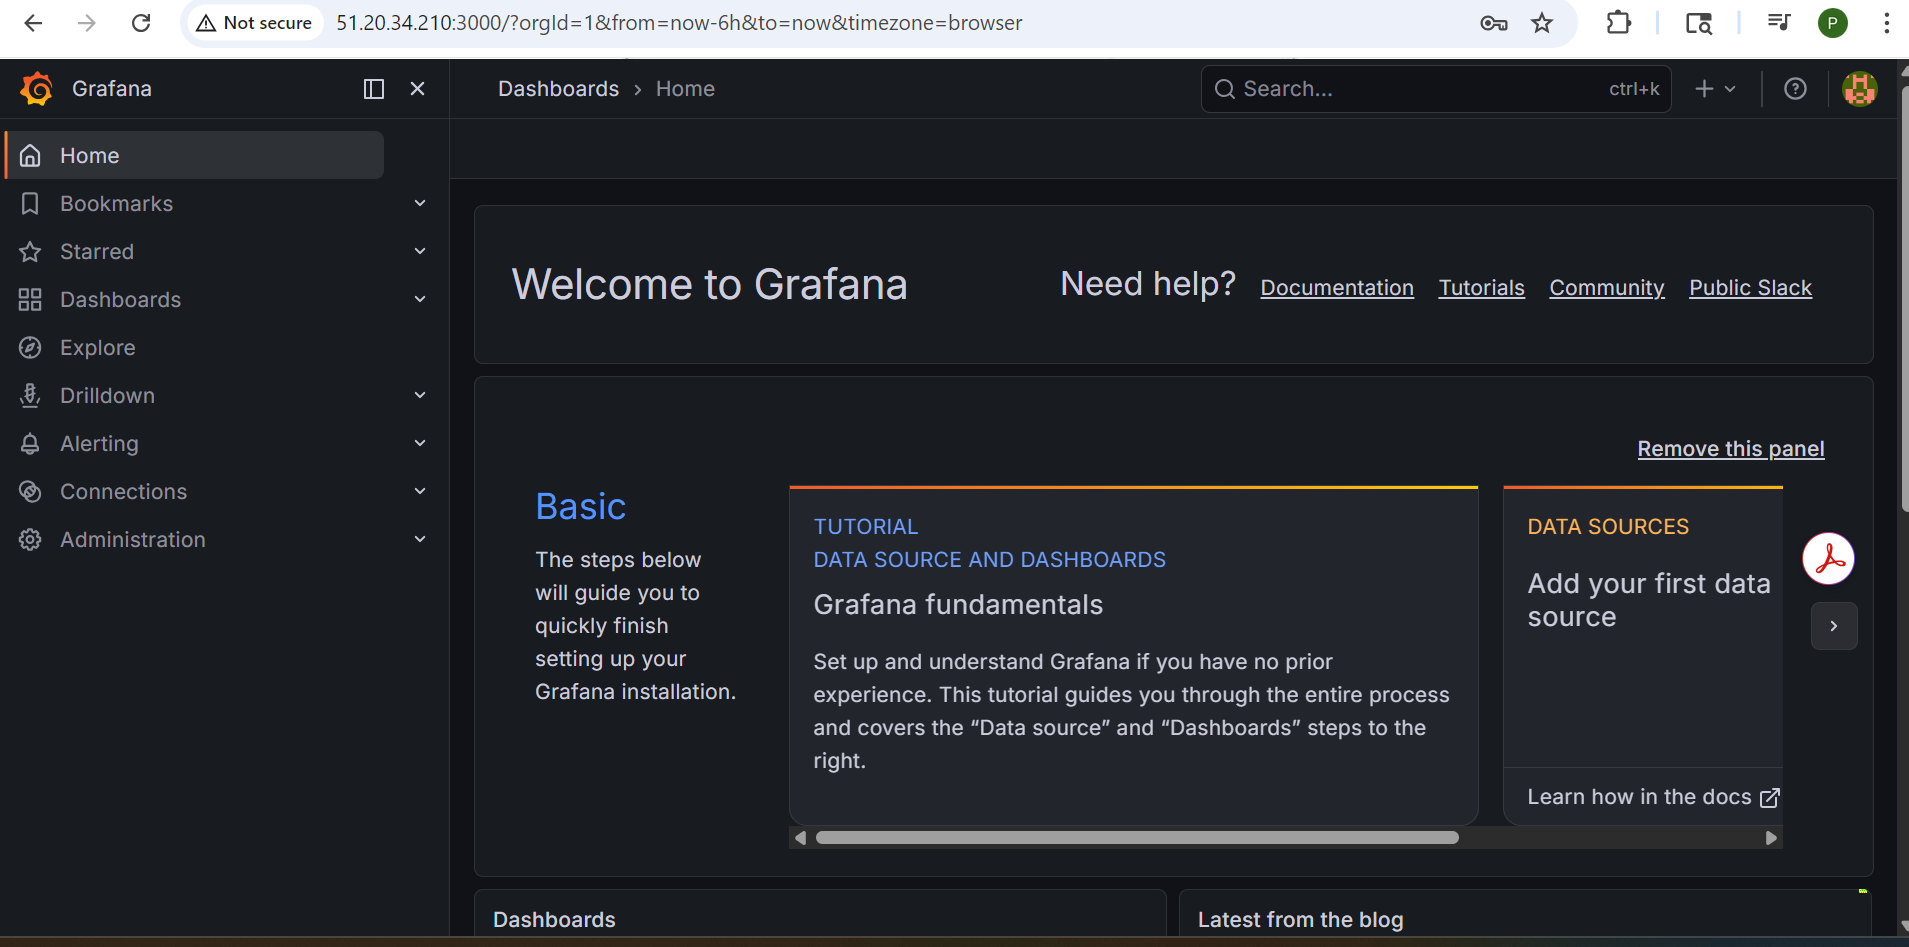 Not secure
51.20.34.210:3000/?orgId=1&from=now-6h&to=now&timezone=browser
P
Grafana
Dashboards › Home
Search...
ctrl+k
Home
Bookmarks
Starred
Dashboards
Explore
Drilldown
Alerting
Connections
Administration
Welcome to Grafana
Need help?
Documentation
Tutorials
Community
Public Slack
Remove this panel
Basic
The steps below
will guide you to
quickly finish
setting up your
Grafana installation.
TUTORIAL
DATA SOURCE AND DASHBOARDS
Grafana fundamentals
Set up and understand Grafana if you have no prior
experience. This tutorial guides you through the entire process
and covers the “Data source” and “Dashboards” steps to the
right.
DATA SOURCES
Add your first data
source
Learn how in the docs
Dashboards
Latest from the blog